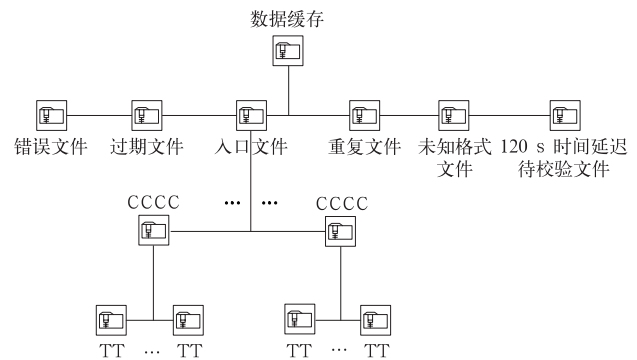 数据缓存
错误文件 过期文件 入口文件 重复文件 未知格式 120 s 时间延迟
文件 待校验文件
CCCC … … CCCC
TT … TT TT … TT